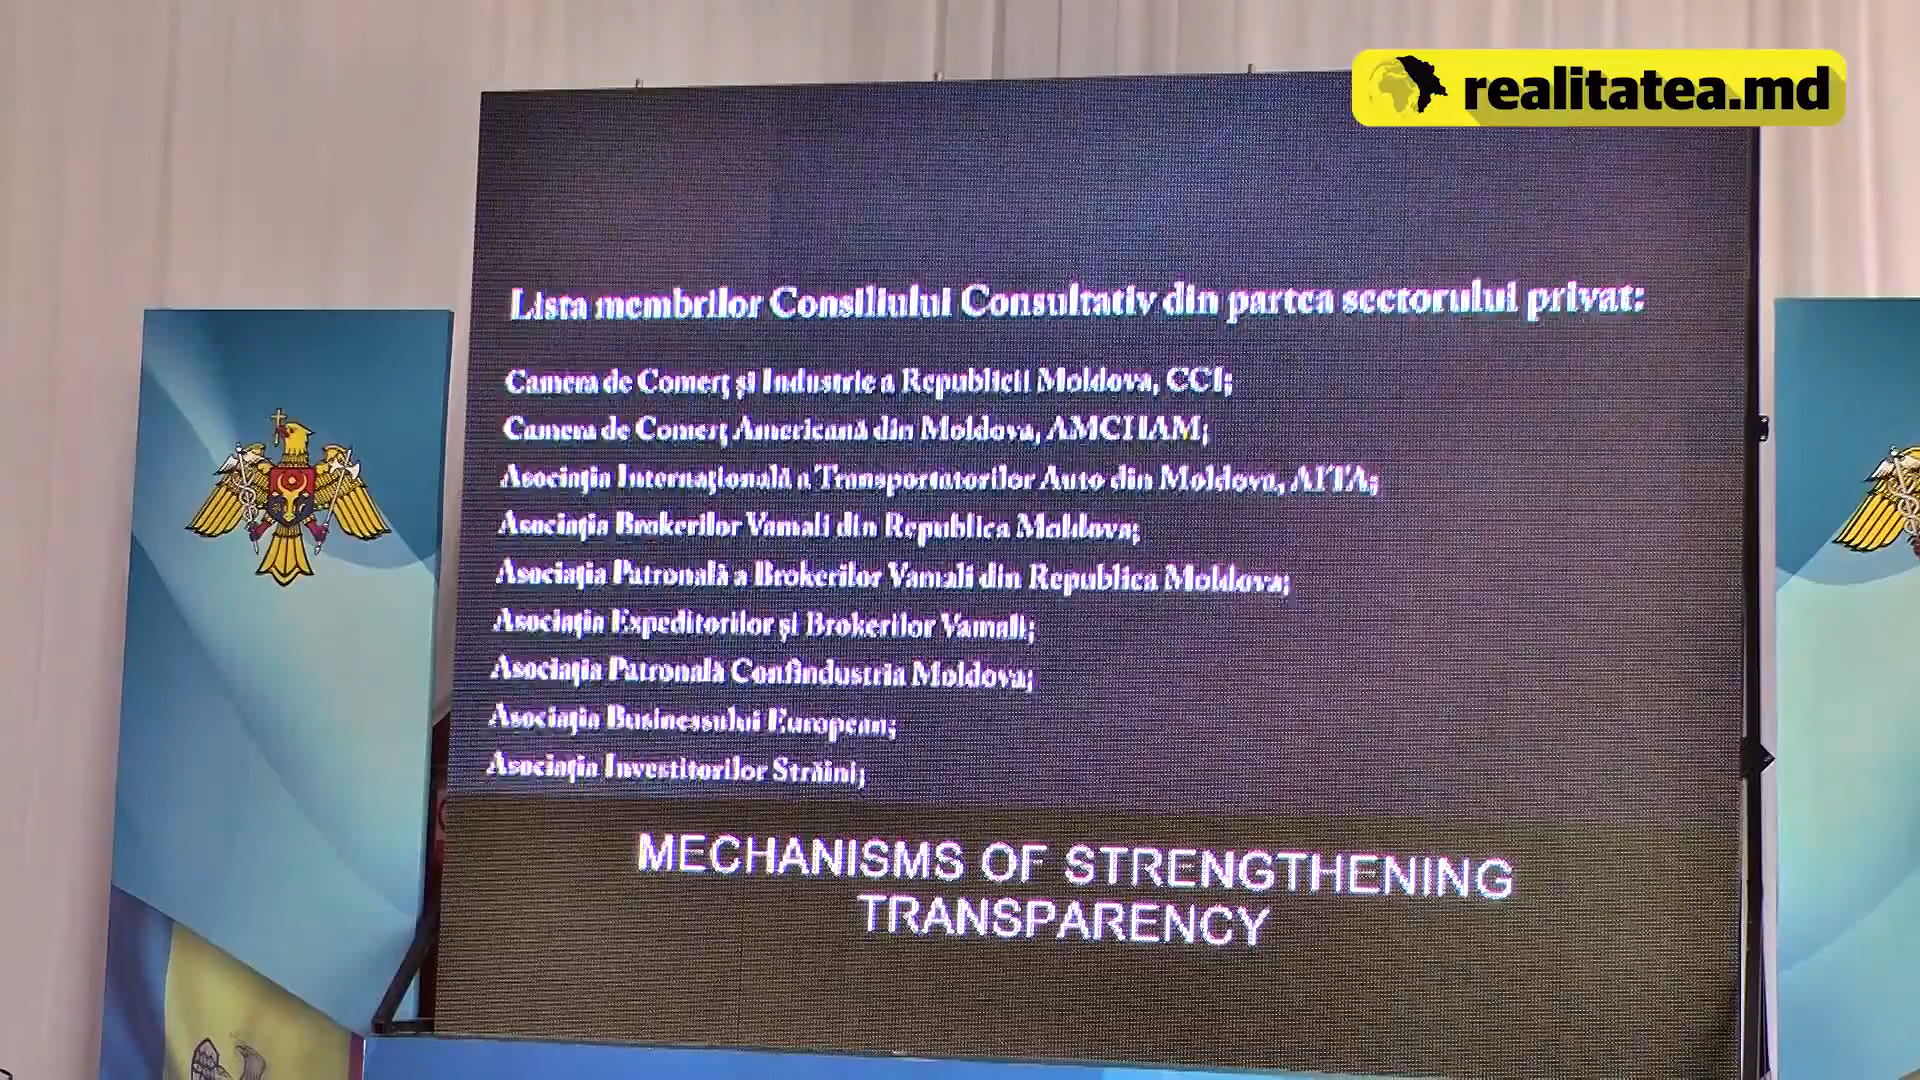 realitatea.md
Lista membrilor Consiliului Consultativ din partea sectorului privat:
Camera de Comerț și Industrie a Republicii Moldova, CCI;
Camera de Comerț Americană din Moldova, AMCHAM;
Asociația Internațională a Transportatorilor Auto din Moldova, AITA;
Asociația Brokerilor Vamali din Republica Moldova;
Asociația Patronală a Brokerilor Vamali din Republica Moldova;
Asociația Expeditorilor și Brokerilor Vamali;
Asociația Patronală Confindustria Moldova;
Asociația Businessului European;
Asociația Investitorilor Străini;
MECHANISMS OF STRENGTHENING
TRANSPARENCY